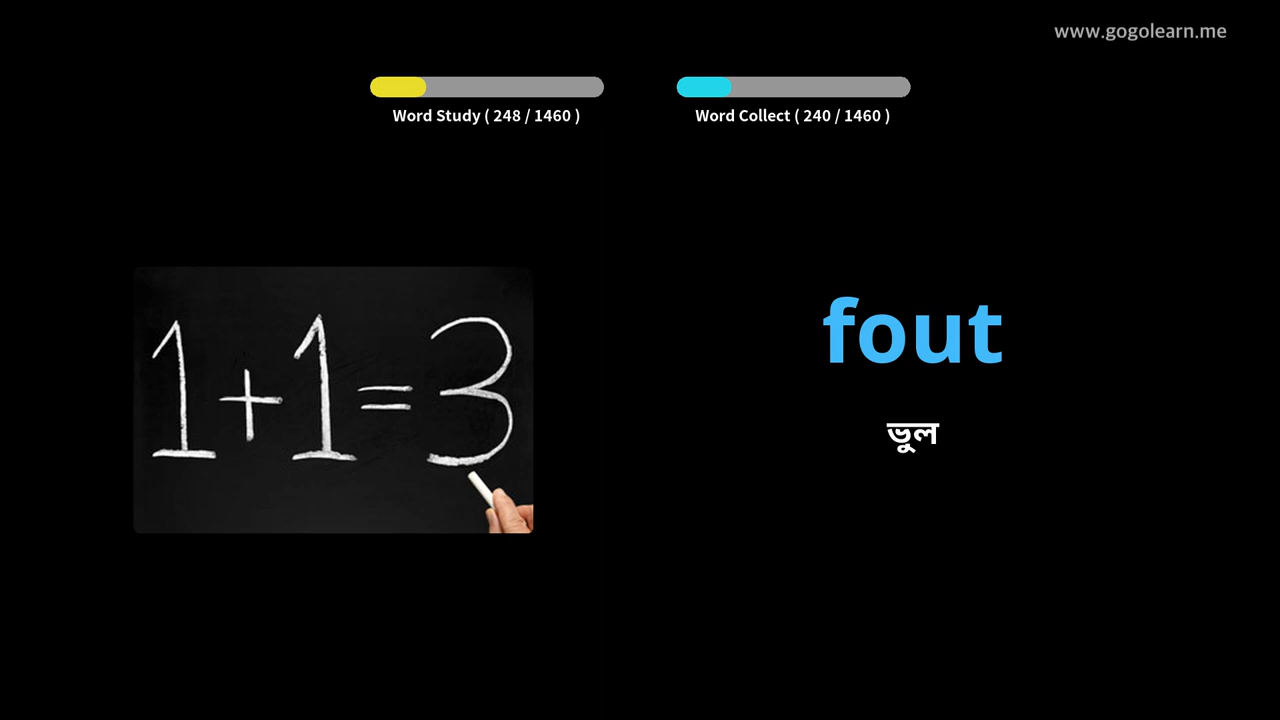 www.gogolearn.me
Word Study ( 248 / 1460 )
Word Collect ( 240 / 1460 )
1+1=3
fout
ভুল